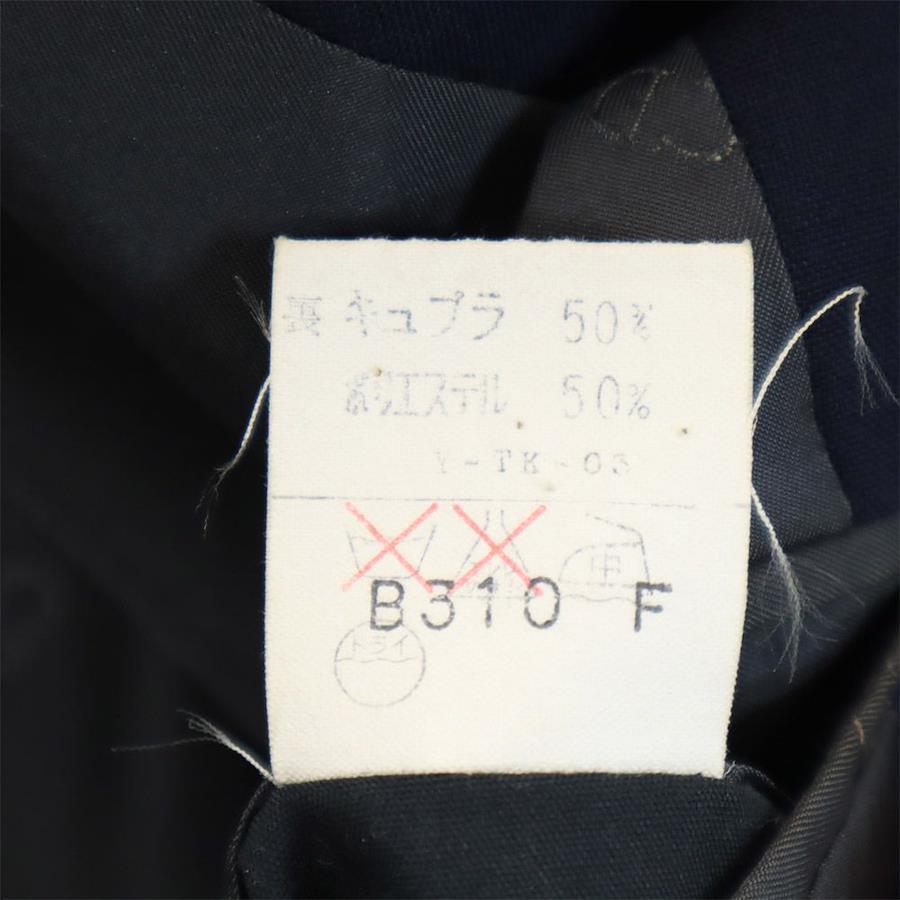 裏 キュプラ 50%
ポリエステル 50%
Y-TK-03
中
B310 F
ドライ